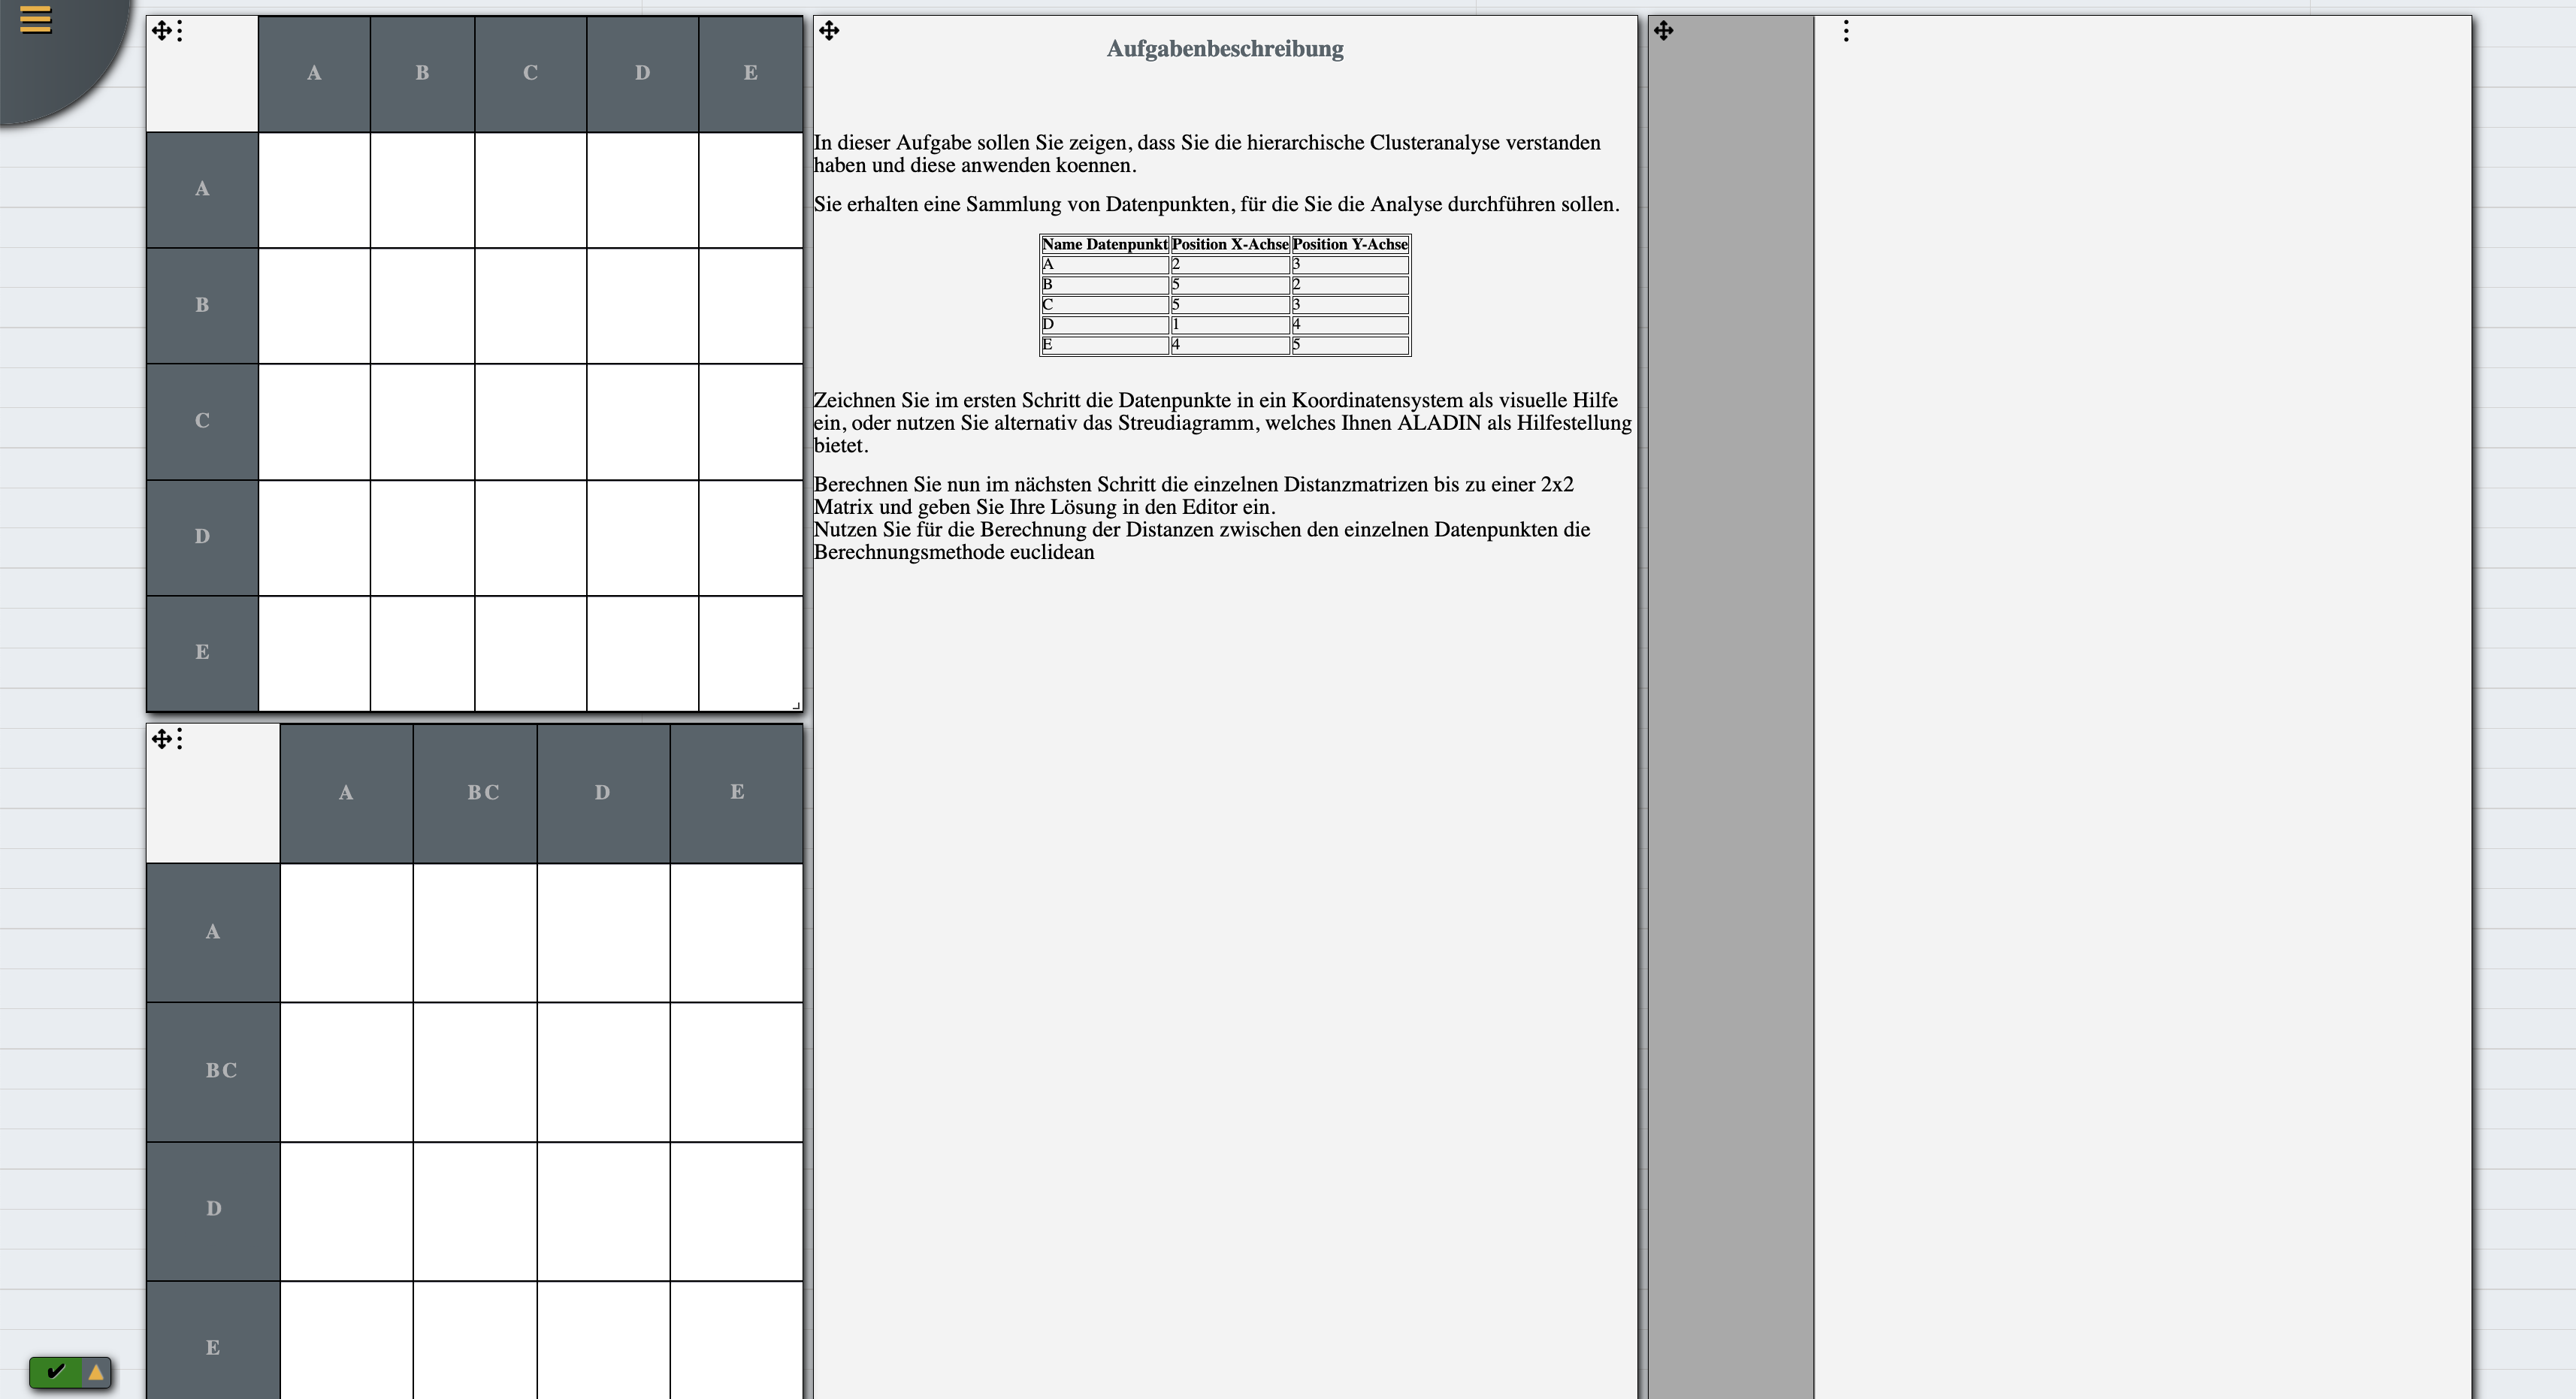 A B C D E
A
B
C
D
E
A BC D E
A
BC
D
E
Aufgabenbeschreibung
In dieser Aufgabe sollen Sie zeigen, dass Sie die hierarchische Clusteranalyse verstanden
haben und diese anwenden koennen.
Sie erhalten eine Sammlung von Datenpunkten, für die Sie die Analyse durchführen sollen.
Name Datenpunkt Position X-Achse Position Y-Achse
A 2 3
B 5 2
C 5 3
D 1 4
E 4 5
Zeichnen Sie im ersten Schritt die Datenpunkte in ein Koordinatensystem als visuelle Hilfe
ein, oder nutzen Sie alternativ das Streudiagramm, welches Ihnen ALADIN als Hilfestellung
bietet.
Berechnen Sie nun im nächsten Schritt die einzelnen Distanzmatrizen bis zu einer 2x2
Matrix und geben Sie Ihre Lösung in den Editor ein.
Nutzen Sie für die Berechnung der Distanzen zwischen den einzelnen Datenpunkten die
Berechnungsmethode euclidean